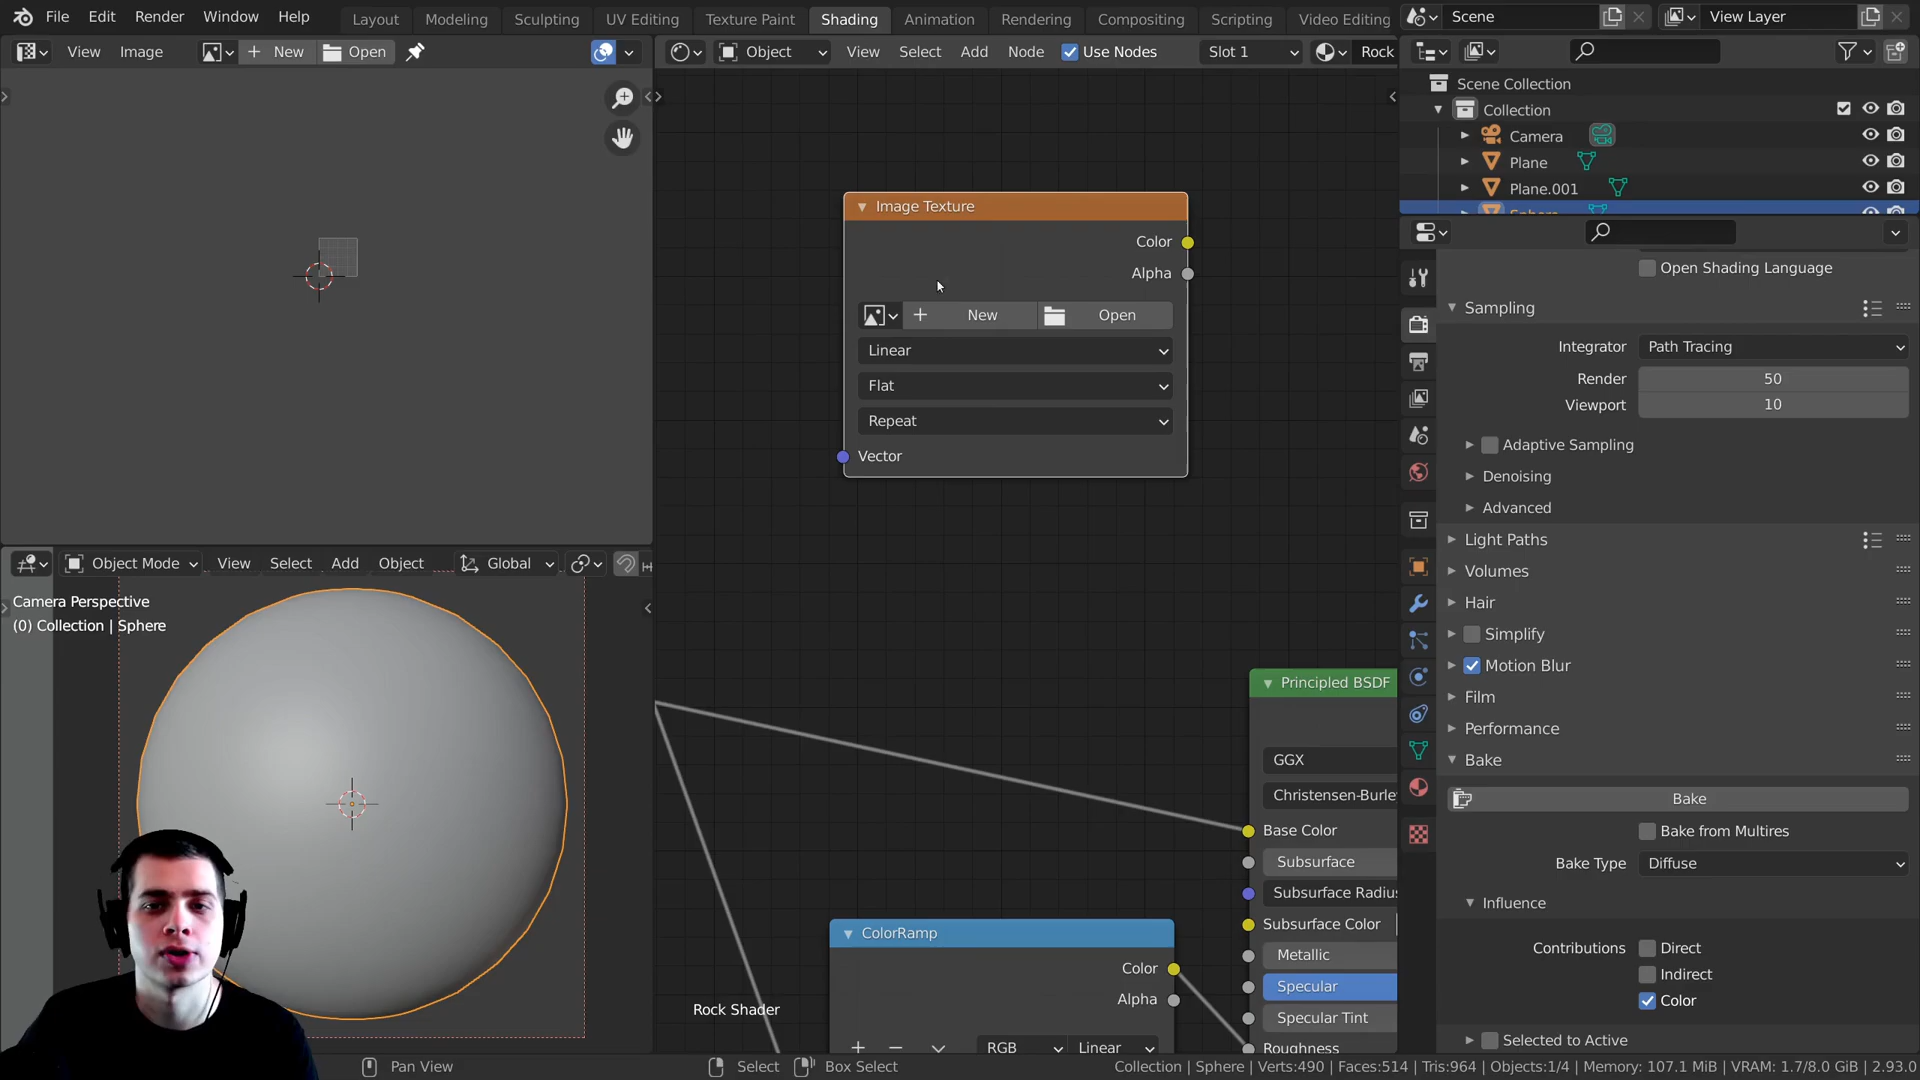 File Edit Render Window Help Layout Modeling Sculpting UV Editing Texture Paint Shading Animation Rendering Compositing Scripting Video Editing Scene View Layer
View Image New Open Object View Select Add Node Use Nodes Slot 1 Rock
Scene Collection
Collection
Camera
Plane
Plane.001
Sphere
Image Texture
Color
Alpha
New Open
Linear
Flat
Repeat
Vector
Open Shading Language
Sampling
Integrator Path Tracing
Render 50
Viewport 10
Adaptive Sampling
Denoising
Advanced
Light Paths
Volumes
Hair
Simplify
Motion Blur
Film
Performance
Bake
Bake
Bake from Multires
Bake Type Diffuse
Influence
Contributions Direct
Indirect
Color
Selected to Active
Object Mode View Select Add Object Global
Camera Perspective
(0) Collection | Sphere
Principled BSDF
GGX
Christensen-Burle
Base Color
Subsurface
Subsurface Radius
Subsurface Color
Metallic
Specular
Specular Tint
Roughness
ColorRamp
Color
Alpha
RGB Linear
Rock Shader
Pan View Select Box Select Collection | Sphere | Verts:490 | Faces:514 | Tris:964 | Objects:1/4 | Memory: 107.1 MiB | VRAM: 1.7/8.0 GiB | 2.93.0